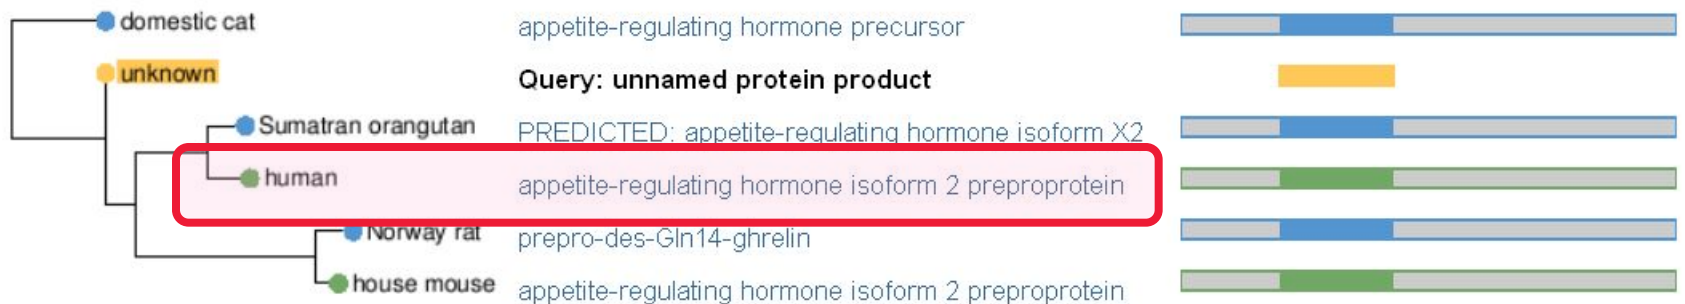 domestic cat appetite-regulating hormone precursor
unknown Query: unnamed protein product
Sumatran orangutan PREDICTED: appetite-regulating hormone isoform X2
human appetite-regulating hormone isoform 2 preproprotein
Norway rat prepro-des-Gln14-ghrelin
house mouse appetite-regulating hormone isoform 2 preproprotein